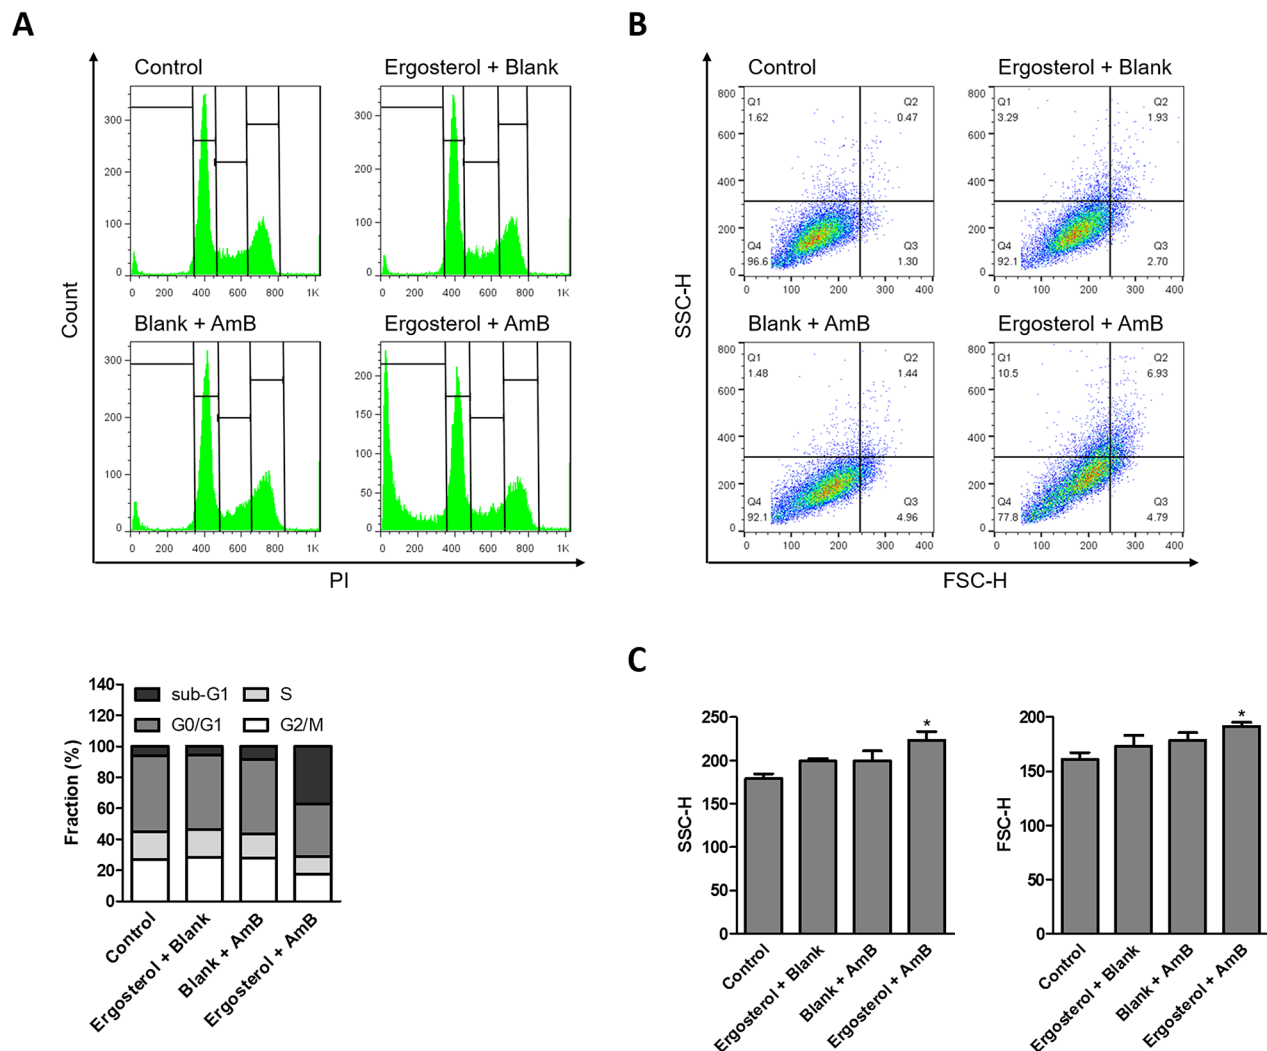 A
Control
Ergosterol + Blank
300
200
100
0
0 200 400 600 800 1K
300
200
100
0
0 200 400 600 800 1K
Blank + AmB
Ergosterol + AmB
300
200
100
0
0 200 400 600 800 1K
200
150
100
50
0
0 200 400 600 800 1K
Count
PI
140
120
100
80
60
40
20
0
Fraction (%)
sub-G1
S
G0/G1
G2/M
Control
Ergosterol + Blank
Blank + AmB
Ergosterol + AmB
B
Control
Ergosterol + Blank
800
600
400
200
0
0 100 200 300 400
Q1
1.62
Q2
0.47
Q4
96.6
Q3
1.30
800
600
400
200
0
0 100 200 300 400
Q1
3.29
Q2
1.93
Q4
92.1
Q3
2.70
Blank + AmB
Ergosterol + AmB
800
600
400
200
0
0 100 200 300 400
Q1
1.48
Q2
1.44
Q4
92.1
Q3
4.96
800
600
400
200
0
0 100 200 300 400
Q1
10.5
Q2
6.93
Q4
77.8
Q3
4.79
SSC-H
FSC-H
C
250
200
150
100
50
0
SSC-H
*
Control
Ergosterol + Blank
Blank + AmB
Ergosterol + AmB
200
150
100
50
0
FSC-H
*
Control
Ergosterol + Blank
Blank + AmB
Ergosterol + AmB